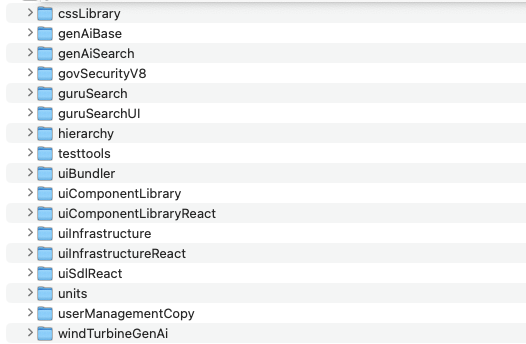 cssLibrary
genAiBase
genAiSearch
govSecurityV8
guruSearch
guruSearchUI
hierarchy
testtools
uiBundler
uiComponentLibrary
uiComponentLibraryReact
uiInfrastructure
uiInfrastructureReact
uiSdlReact
units
userManagementCopy
windTurbineGenAi